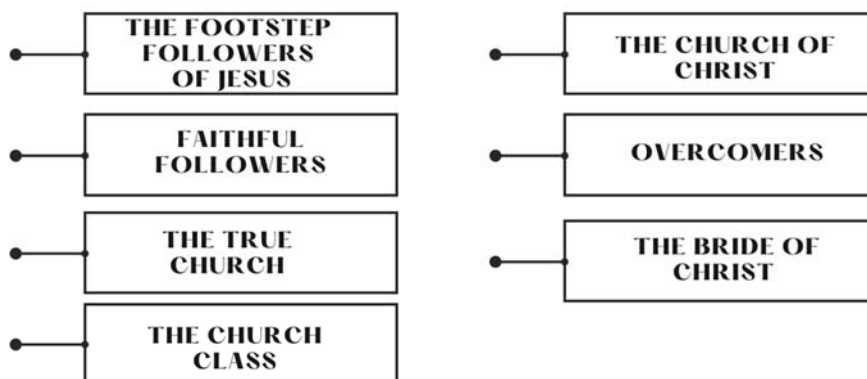 THE FOOTSTEP
FOLLOWERS
OF JESUS
FAITHFUL
FOLLOWERS
THE TRUE
CHURCH
THE CHURCH
CLASS
THE CHURCH OF
CHRIST
OVERCOMERS
THE BRIDE OF
CHRIST